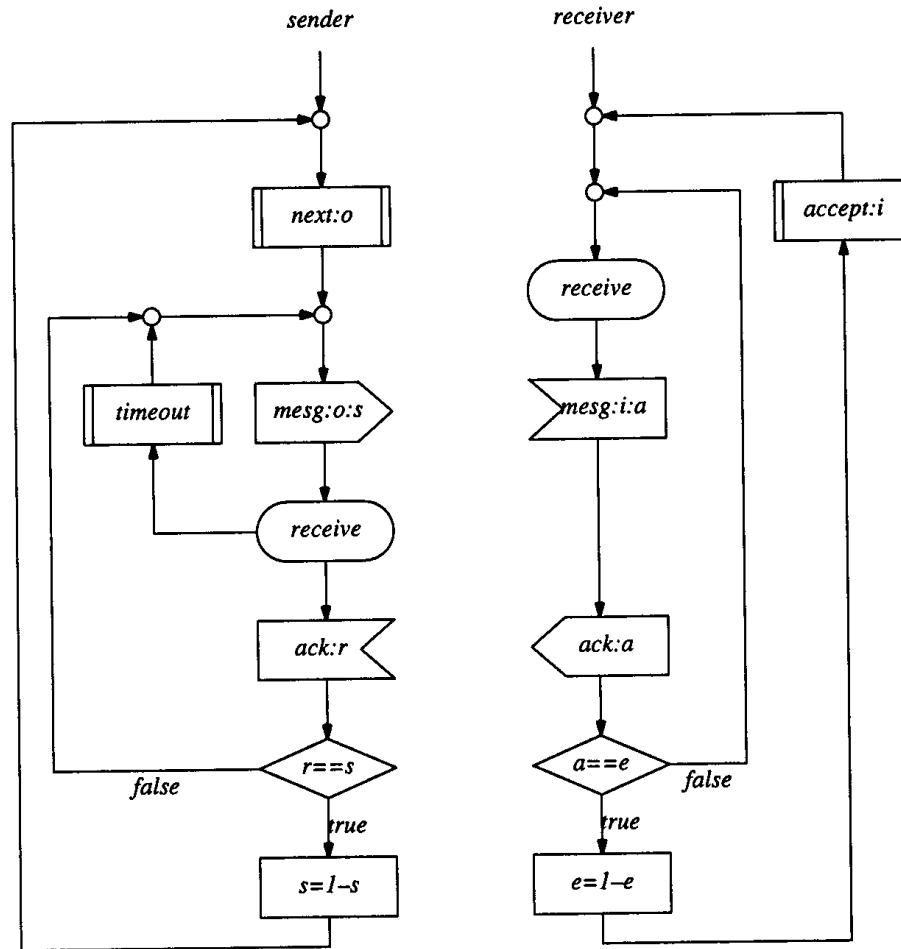 sender
next:o
timeout
mesg:o:s
receive
ack:r
r==s
false
true
s=1–s
receiver
accept:i
receive
mesg:i:a
ack:a
a==e
false
true
e=1–e